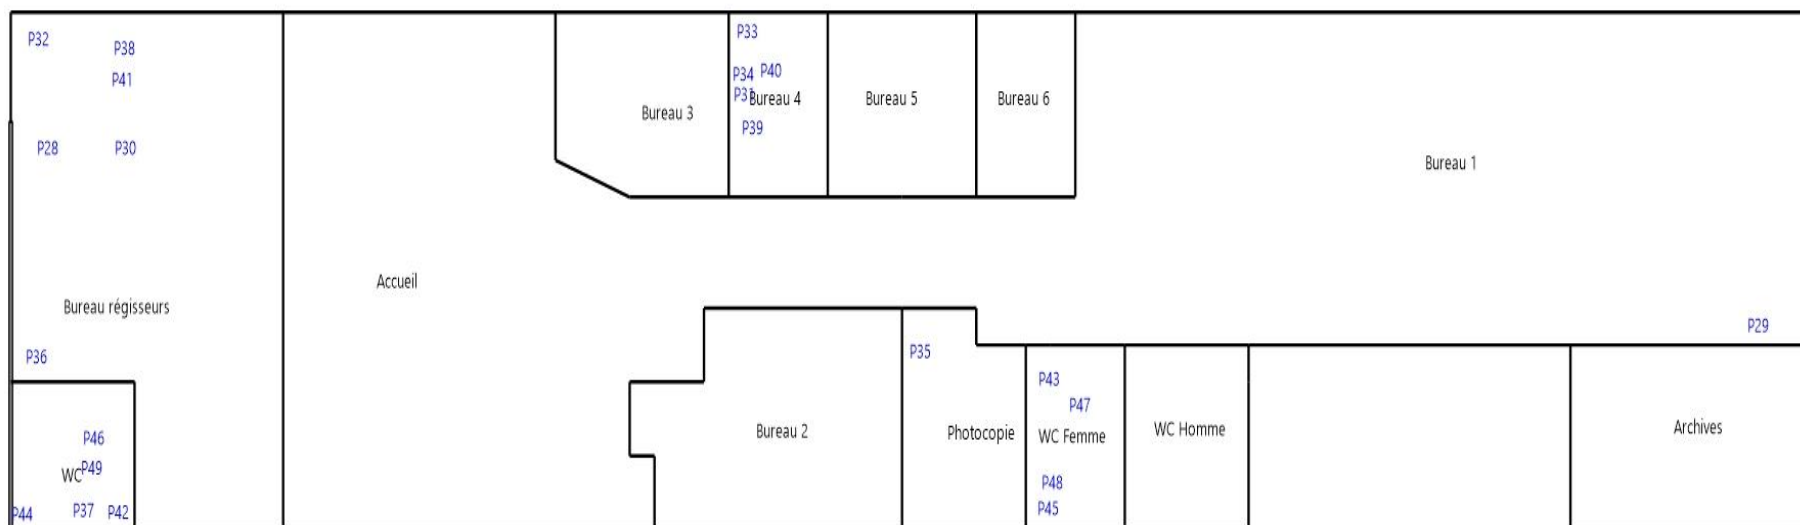 P32
P38
P41
P28
P30
Bureau régisseurs
P36
P46
P49
WC
P44
P37
P42
Accueil
Bureau 3
P33
P34
P40
P31
Bureau 4
P39
Bureau 5
Bureau 6
Bureau 1
P29
Bureau 2
P35
Photocopie
P43
P47
WC Femme
P48
P45
WC Homme
Archives